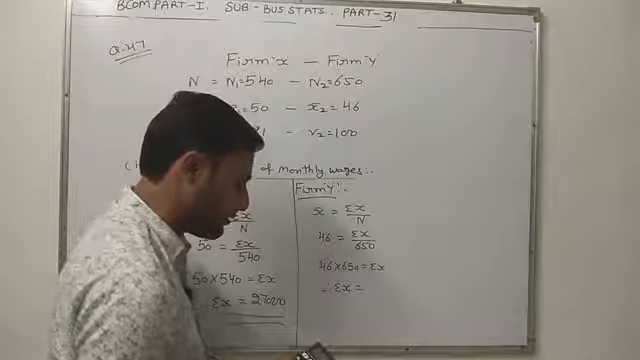 BCOM PART-I. SUB-BUS STATS. PART-31
Q.47
Firm 'X' — Firm 'Y'
N = N₁=540 — N₂=650
=50 — x̄₂=46
— V₂=100
of monthly wages:-
Σx
N
50 = Σx/540
50×540 = Σx
Σx = 27000
Firm 'Y':-
x̄ = Σx/N
46 = Σx/650
46×650=Σx
∴ Σx =